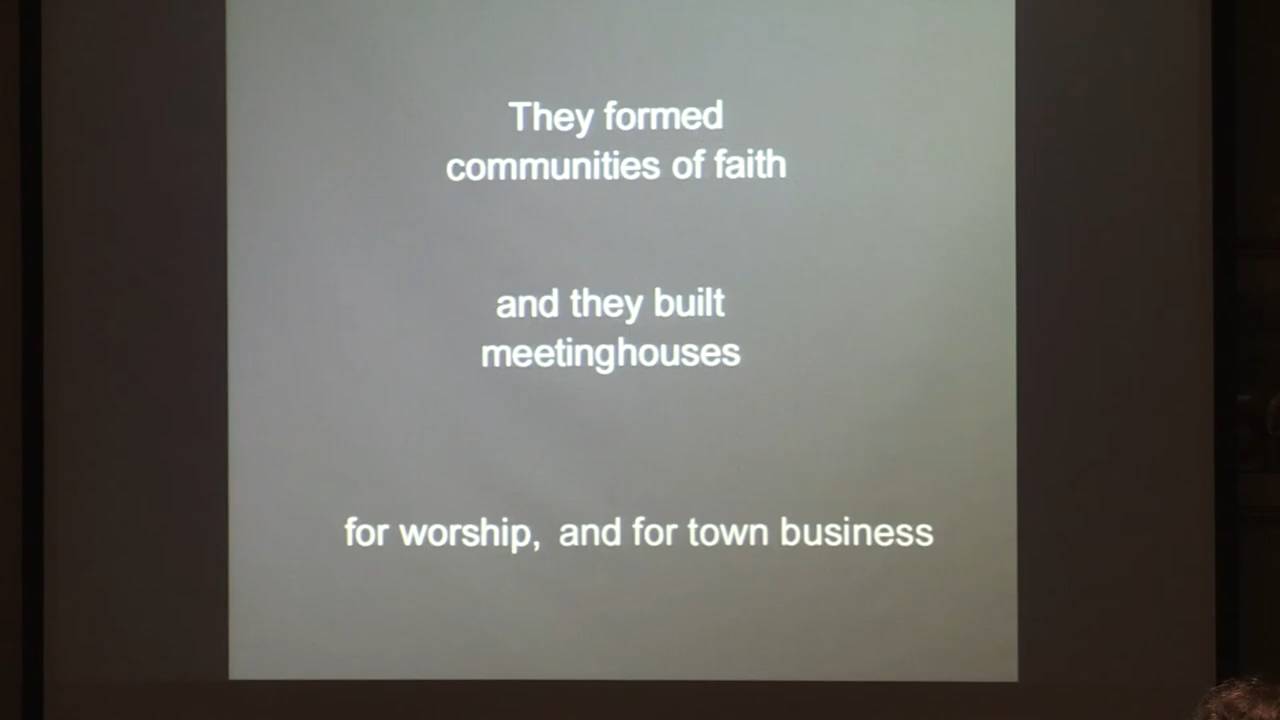 They formed
communities of faith
and they built
meetinghouses
for worship, and for town business